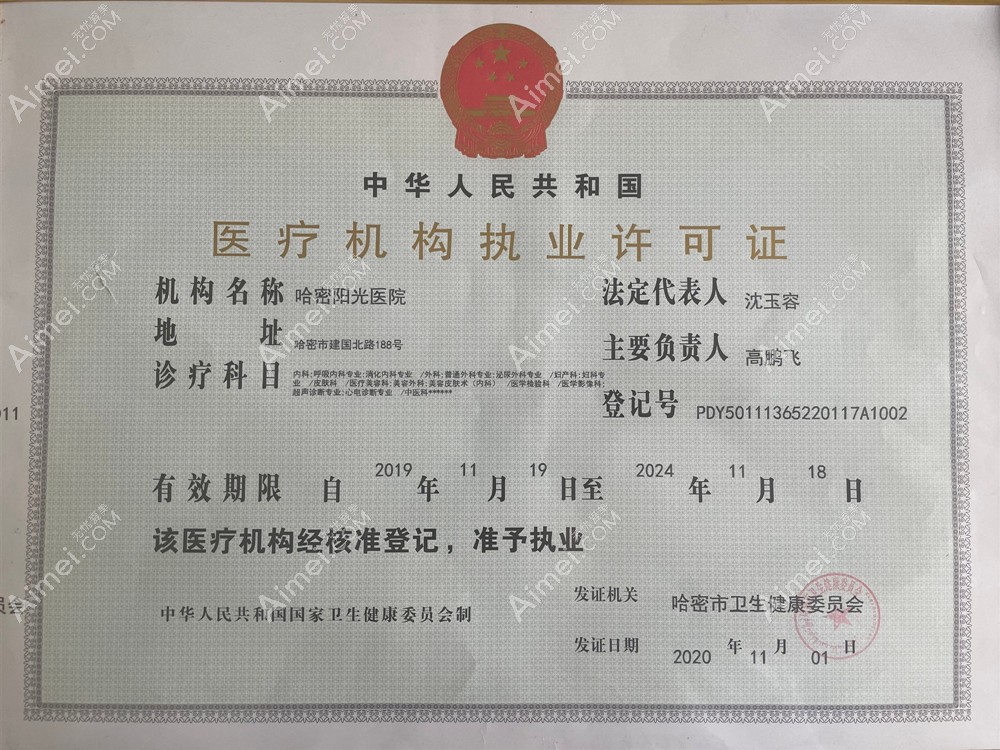 中华人民共和国
医疗机构执业许可证
机构名称 哈密阳光医院
法定代表人 沈玉容
地址 哈密市建国北路188号
主要负责人 高鹏飞
诊疗科目 内科;呼吸内科专业;消化内科专业 /外科;普通外科专业;泌尿外科专业 /妇产科;妇科专
业 /皮肤科 /医疗美容科;美容外科;美容皮肤术(内科) /医学检验科 /医学影像科;
超声诊断专业;心电诊断专业 /中医科******
登记号 PDY50111365220117A1002
有效期限 自 2019 年 11 月 19 日至 2024 年 11 月 18 日
该医疗机构经核准登记，准予执业
发证机关 哈密市卫生健康委员会
中华人民共和国国家卫生健康委员会制
发证日期 2020 年 11 月 01 日
911
员会
无忧爱美
Aimei.COM